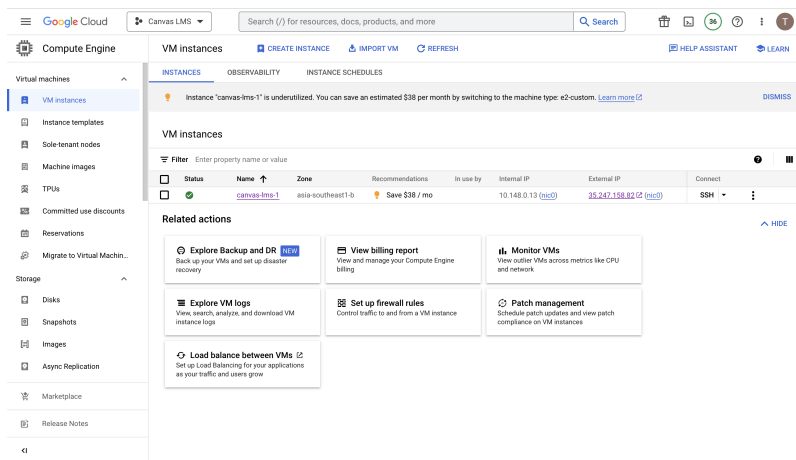 Google Cloud
Canvas LMS
Search (/) for resources, docs, products, and more
Search
36
T
Compute Engine
VM instances
CREATE INSTANCE
IMPORT VM
REFRESH
HELP ASSISTANT
LEARN
Virtual machines
VM instances
Instance templates
Sole-tenant nodes
Machine images
TPUs
Committed use discounts
Reservations
Migrate to Virtual Machin...
Storage
Disks
Snapshots
Images
Async Replication
Marketplace
Release Notes
INSTANCES
OBSERVABILITY
INSTANCE SCHEDULES
Instance "canvas-lms-1" is underutilized. You can save an estimated $38 per month by switching to the machine type: e2-custom. Learn more
DISMISS
VM instances
Filter Enter property name or value
Status Name Zone Recommendations In use by Internal IP External IP Connect
canvas-lms-1 asia-southeast1-b Save $38 / mo 10.148.0.13 (nic0) 35.247.158.82 (nic0) SSH
Related actions
HIDE
Explore Backup and DR NEW
Back up your VMs and set up disaster
recovery
View billing report
View and manage your Compute Engine
billing
Monitor VMs
View outlier VMs across metrics like CPU
and network
Explore VM logs
View, search, analyze, and download VM
instance logs
Set up firewall rules
Control traffic to and from a VM instance
Patch management
Schedule patch updates and view patch
compliance on VM instances
Load balance between VMs
Set up Load Balancing for your applications
as your traffic and users grow